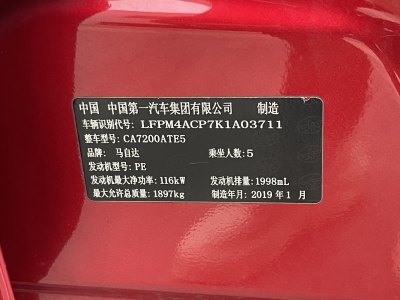 中国 中国第一汽车集团有限公司 制造
车辆识别代号: LFPM4ACP7K1A03711
整车型号: CA7200ATE5
品牌: 马自达 乘坐人数: 5
发动机型号: PE
发动机最大净功率: 116kW 发动机排量: 1998mL
最大允许总质量: 1897kg 制造年月: 2019 年 1 月